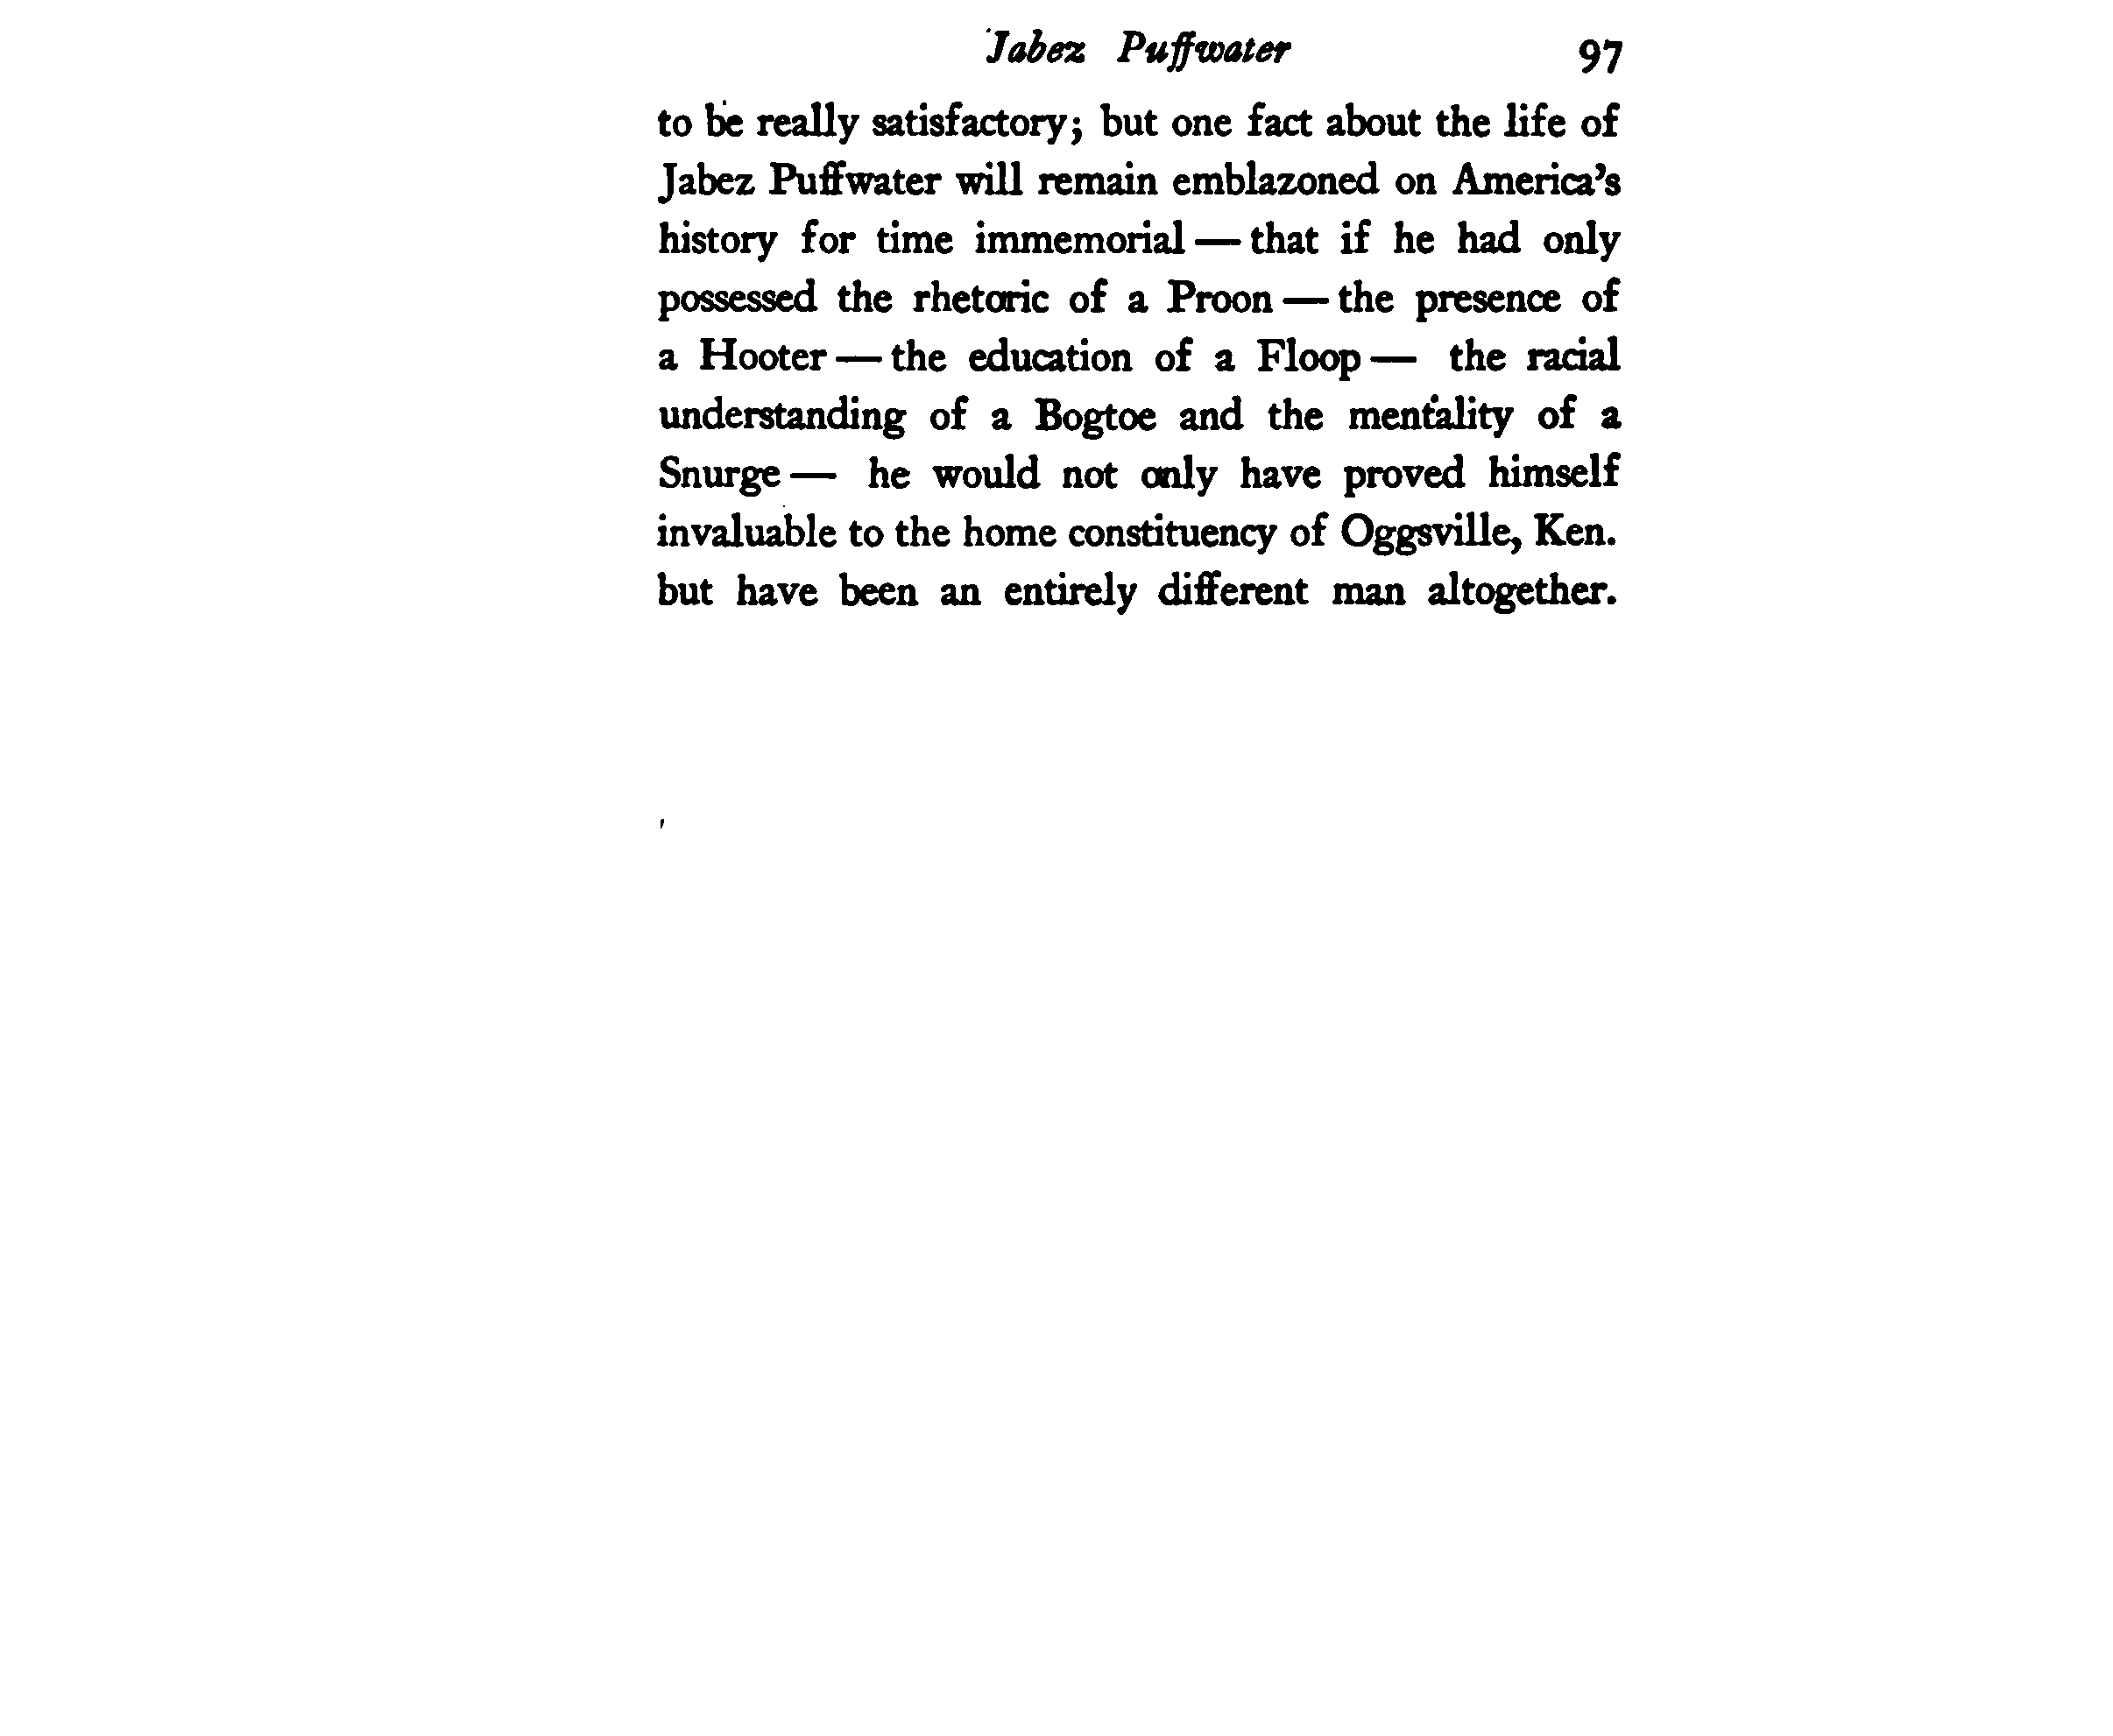 Jabez Puffwater 97
to be really satisfactory; but one fact about the life of
Jabez Puffwater will remain emblazoned on America's
history for time immemorial — that if he had only
possessed the rhetoric of a Proon — the presence of
a Hooter — the education of a Floop — the racial
understanding of a Bogtoe and the mentality of a
Snurge — he would not only have proved himself
invaluable to the home constituency of Oggsville, Ken.
but have been an entirely different man altogether.